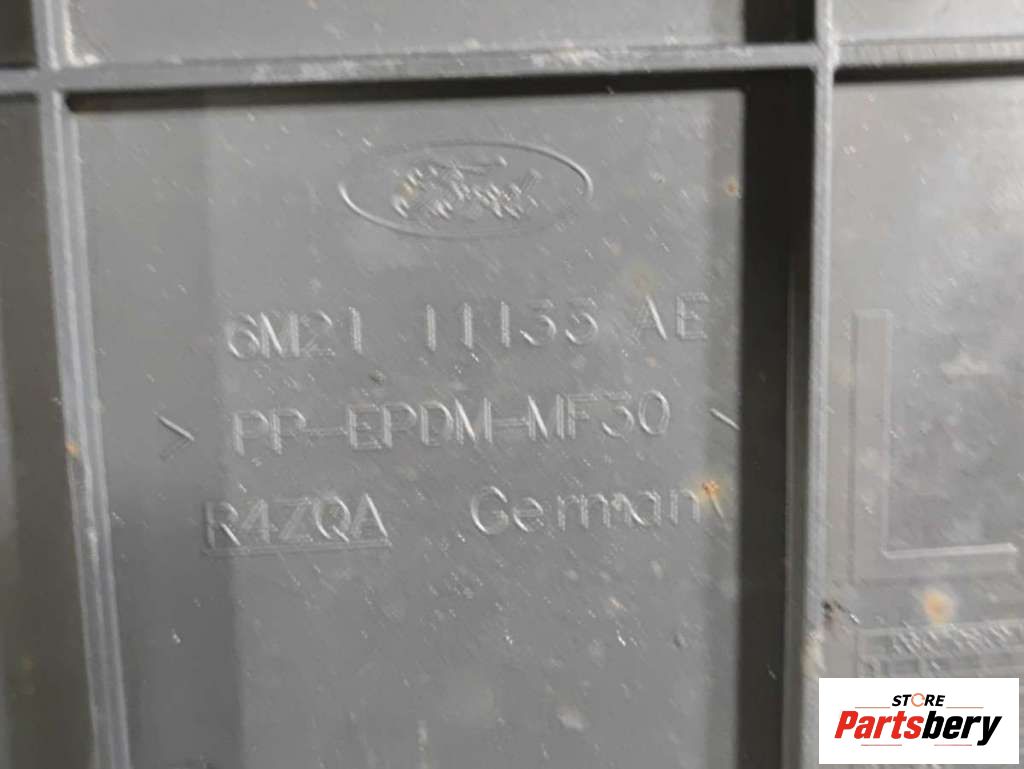 Ford
6M21 11135 AE
> PP-EPDM-MF30 >
R4ZQA German
L
STORE
Partsbery